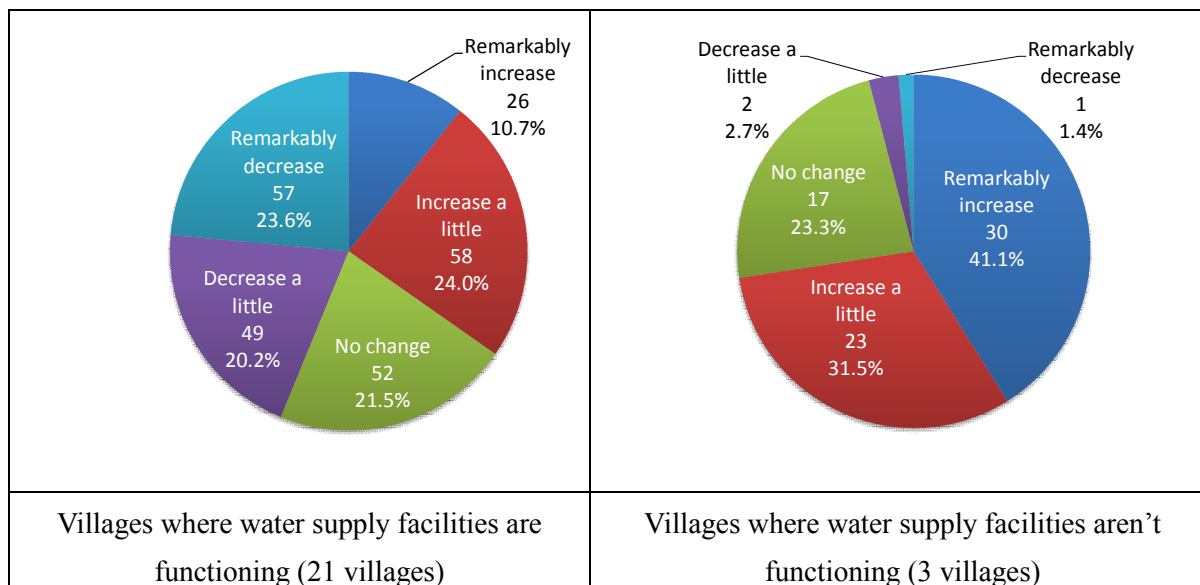 Remarkably
increase
26
10.7%
Increase a
little
58
24.0%
No change
52
21.5%
Decrease a
little
49
20.2%
Remarkably
decrease
57
23.6%
Villages where water supply facilities are
functioning (21 villages)
Remarkably
increase
30
41.1%
Increase a
little
23
31.5%
No change
17
23.3%
Decrease a
little
2
2.7%
Remarkably
decrease
1
1.4%
Villages where water supply facilities aren’t
functioning (3 villages)